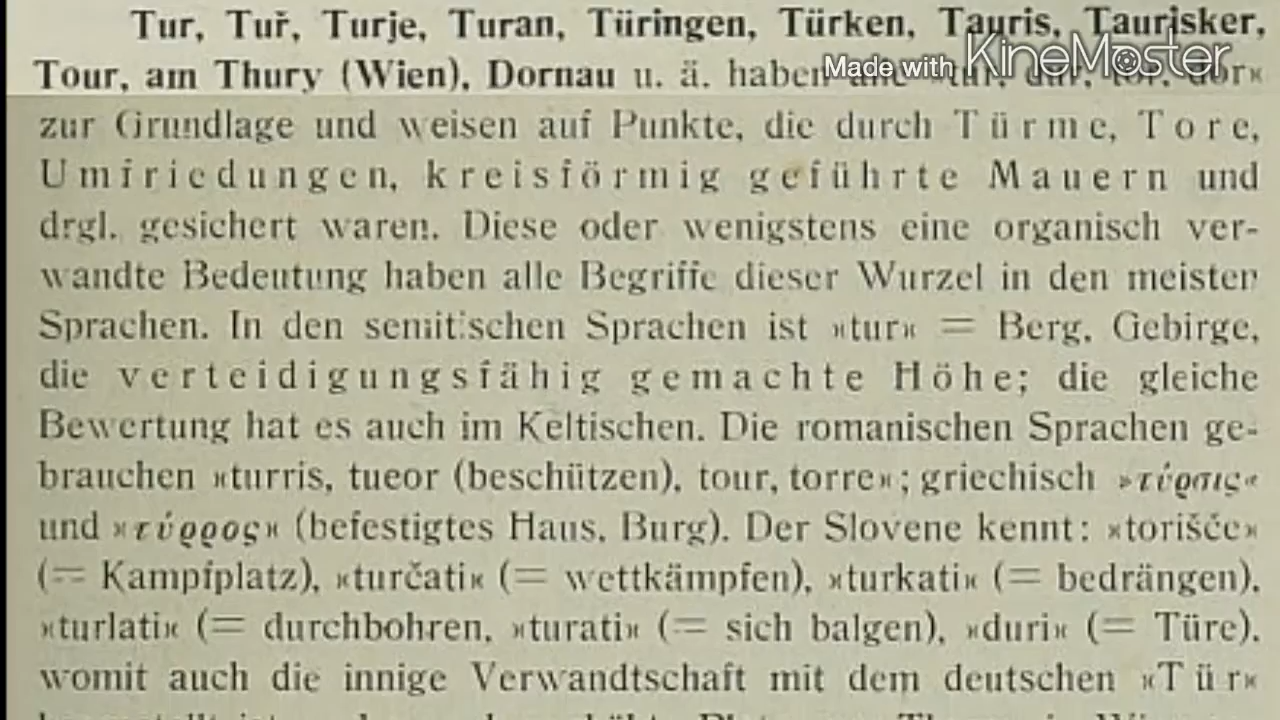 Tur, Tuř, Turje, Turan, Türingen, Türken, Tauris, Taurisker,
Made with KINEMASTER
Tour, am Thury (Wien), Dornau u. ä. haben alle »tur, dur, tor, dor«
zur Grundlage und weisen auf Punkte, die durch Türme, Tore,
Umfriedungen, kreisförmig geführte Mauern und
drgl. gesichert waren. Diese oder wenigstens eine organisch ver-
wandte Bedeutung haben alle Begriffe dieser Wurzel in den meisten
Sprachen. In den semitischen Sprachen ist »tur« = Berg, Gebirge,
die verteidigungsfähig gemachte Höhe; die gleiche
Bewertung hat es auch im Keltischen. Die romanischen Sprachen ge-
brauchen »turris, tueor (beschützen), tour, torre«; griechisch »τύρσις«
und »τύρρος« (befestigtes Haus, Burg). Der Slovene kennt: »torišče»
(= Kampfplatz), »turčati« (= wettkämpfen), »turkati« (= bedrängen),
»turlati« (= durchbohren, »turati» (= sich balgen), »duri« (= Türe),
womit auch die innige Verwandtschaft mit dem deutschen »Tür«